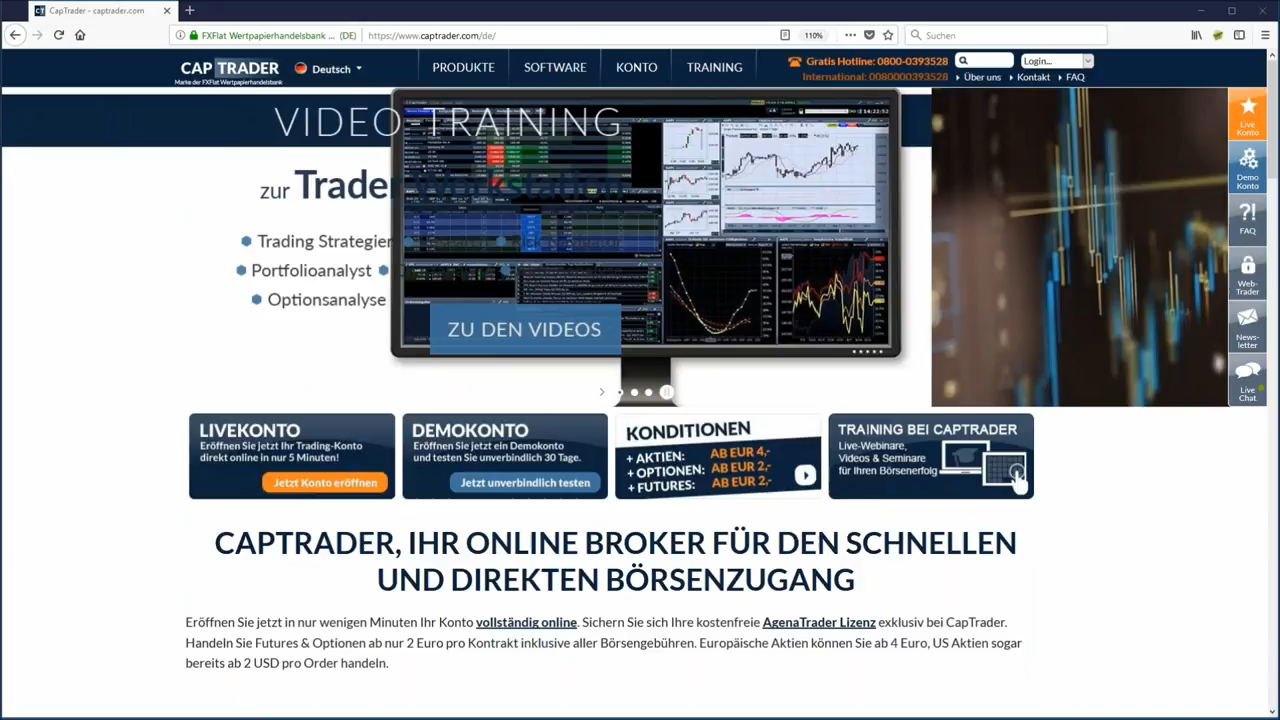 CapTrader - captrader.com
FXFlat Wertpapierhandelsbank ... (DE)
https://www.captrader.com/de/
110%
Suchen
CAP TRADER
Marke der FXFlat Wertpapierhandelsbank
Deutsch
PRODUKTE
SOFTWARE
KONTO
TRAINING
Gratis Hotline: 0800-0393528
International: 0080000393528
Login...
Über uns
Kontakt
FAQ
VIDEO TRAINING
zur Trader
Trading Strategien
Portfolioanalyst
Optionsanalyse
ZU DEN VIDEOS
Live
Konto
Demo
Konto
?!
FAQ
Web-
Trader
News-
letter
Live
Chat
LIVEKONTO
Eröffnen Sie jetzt Ihr Trading-Konto
direkt online in nur 5 Minuten!
Jetzt Konto eröffnen
DEMOKONTO
Eröffnen Sie jetzt ein Demokonto
und testen Sie unverbindlich 30 Tage.
Jetzt unverbindlich testen
KONDITIONEN
+ AKTIEN: AB EUR 4,-
+ OPTIONEN: AB EUR 2,-
+ FUTURES: AB EUR 2,-
TRAINING BEI CAPTRADER
Live-Webinare,
Videos & Seminare
für Ihren Börsenerfolg
CAPTRADER, IHR ONLINE BROKER FÜR DEN SCHNELLEN
UND DIREKTEN BÖRSENZUGANG
Eröffnen Sie jetzt in nur wenigen Minuten Ihr Konto vollständig online. Sichern Sie sich Ihre kostenfreie AgenaTrader Lizenz exklusiv bei CapTrader.
Handeln Sie Futures & Optionen ab nur 2 Euro pro Kontrakt inklusive aller Börsengebühren. Europäische Aktien können Sie ab 4 Euro, US Aktien sogar
bereits ab 2 USD pro Order handeln.